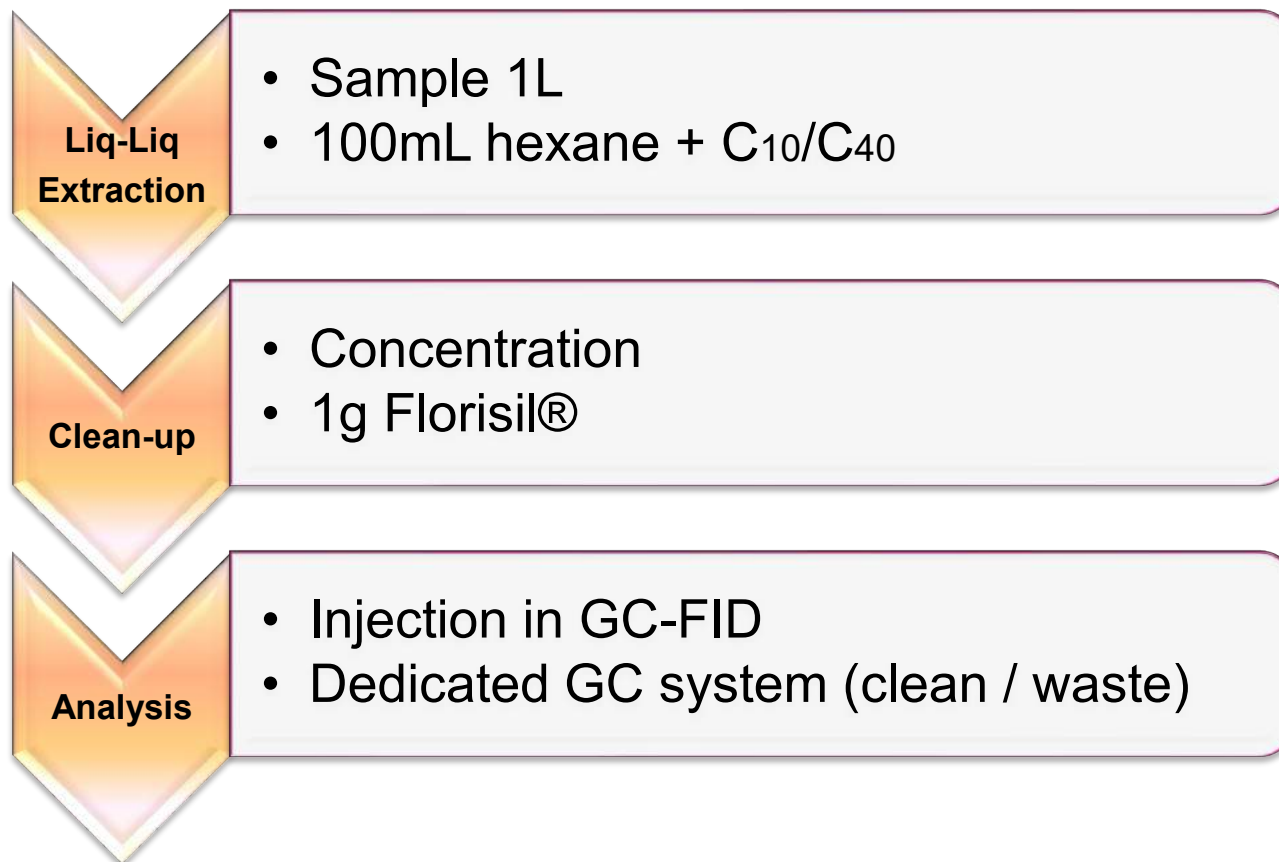 Liq-Liq
Extraction
• Sample 1L
• 100mL hexane + C10/C40
Clean-up
• Concentration
• 1g Florisil®
Analysis
• Injection in GC-FID
• Dedicated GC system (clean / waste)